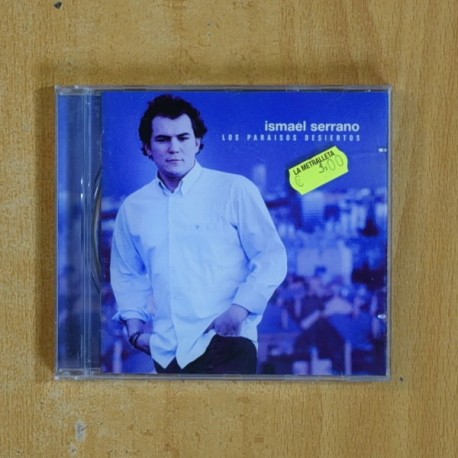 ismael serrano
LOS PARAISOS DESIERTOS
LA METRALLETA
€ 3,00